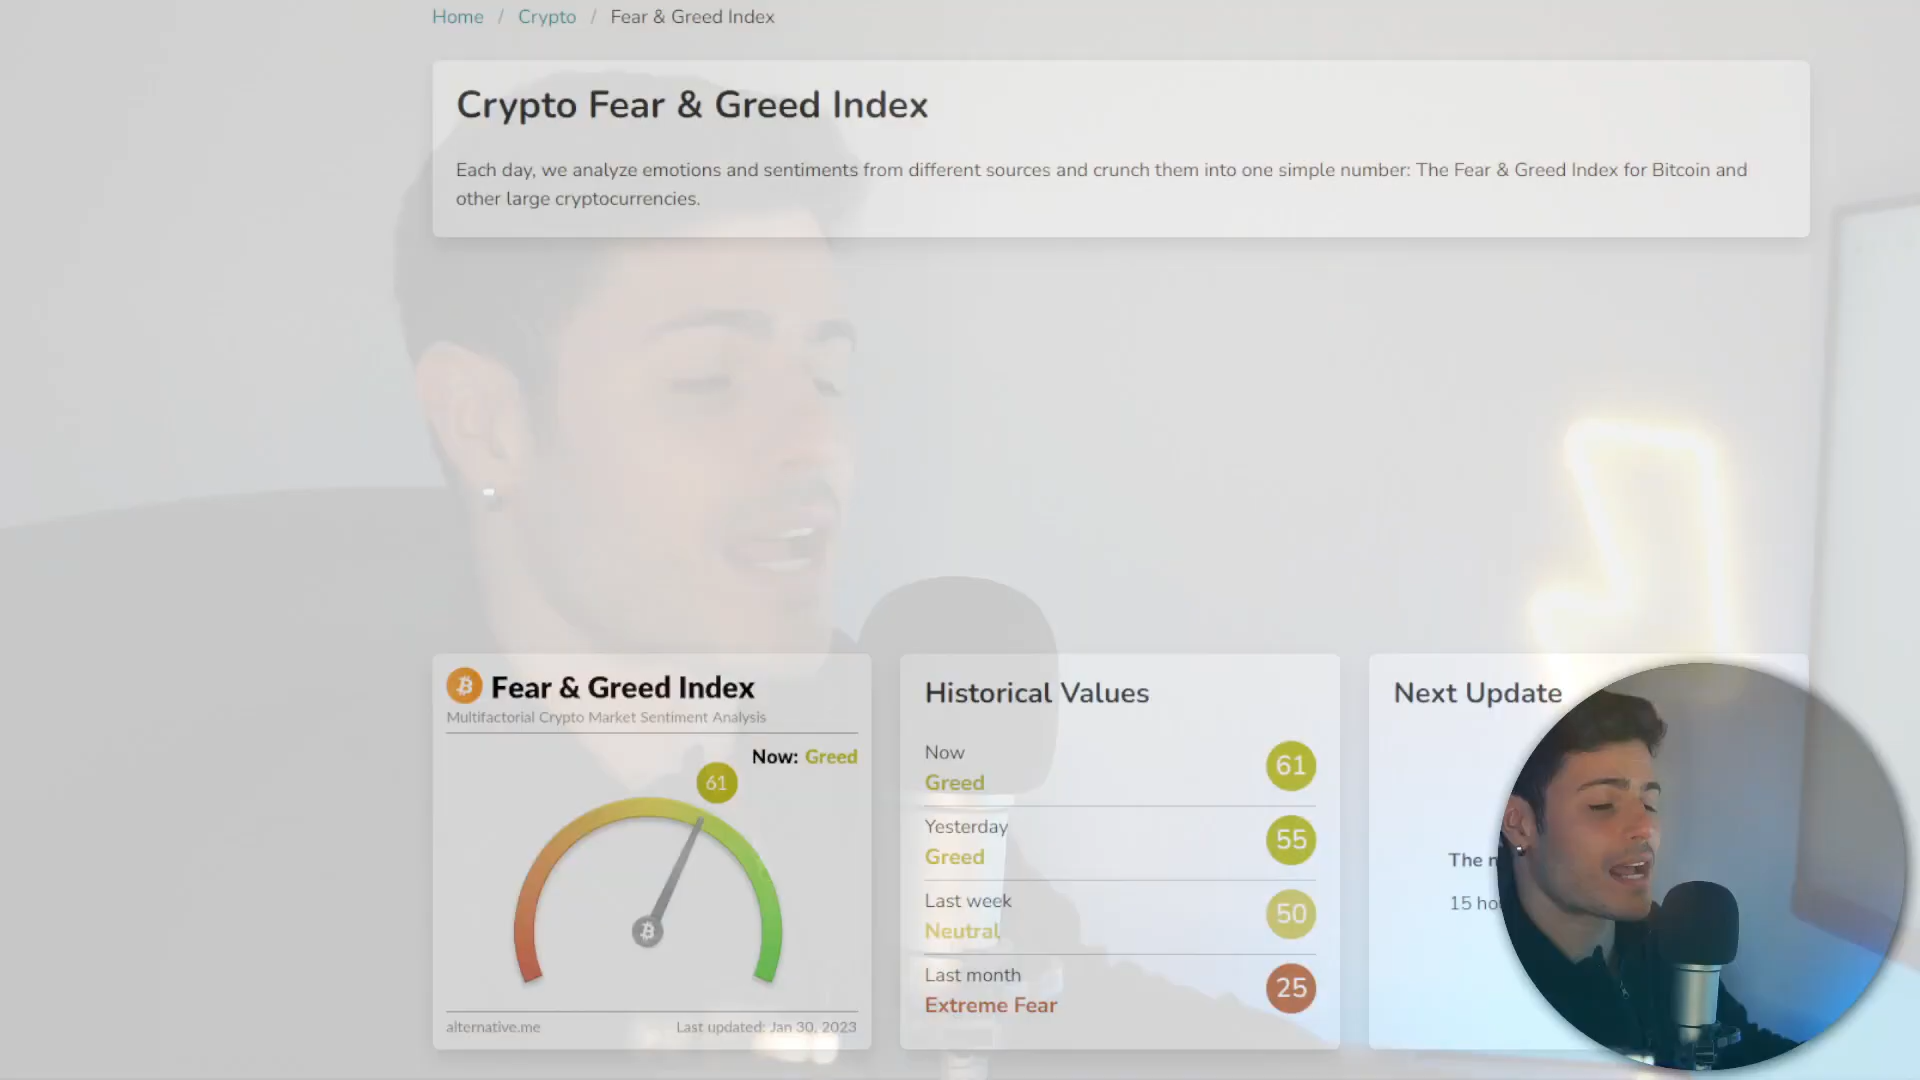 Home / Crypto / Fear & Greed Index
Crypto Fear & Greed Index
Each day, we analyze emotions and sentiments from different sources and crunch them into one simple number: The Fear & Greed Index for Bitcoin and
other large cryptocurrencies.
Fear & Greed Index
Multifactorial Crypto Market Sentiment Analysis
Now: Greed
61
alternative.me
Last updated: Jan 30, 2023
Historical Values
Now
Greed
61
Yesterday
Greed
55
Last week
Neutral
50
Last month
Extreme Fear
25
Next Update
The
15